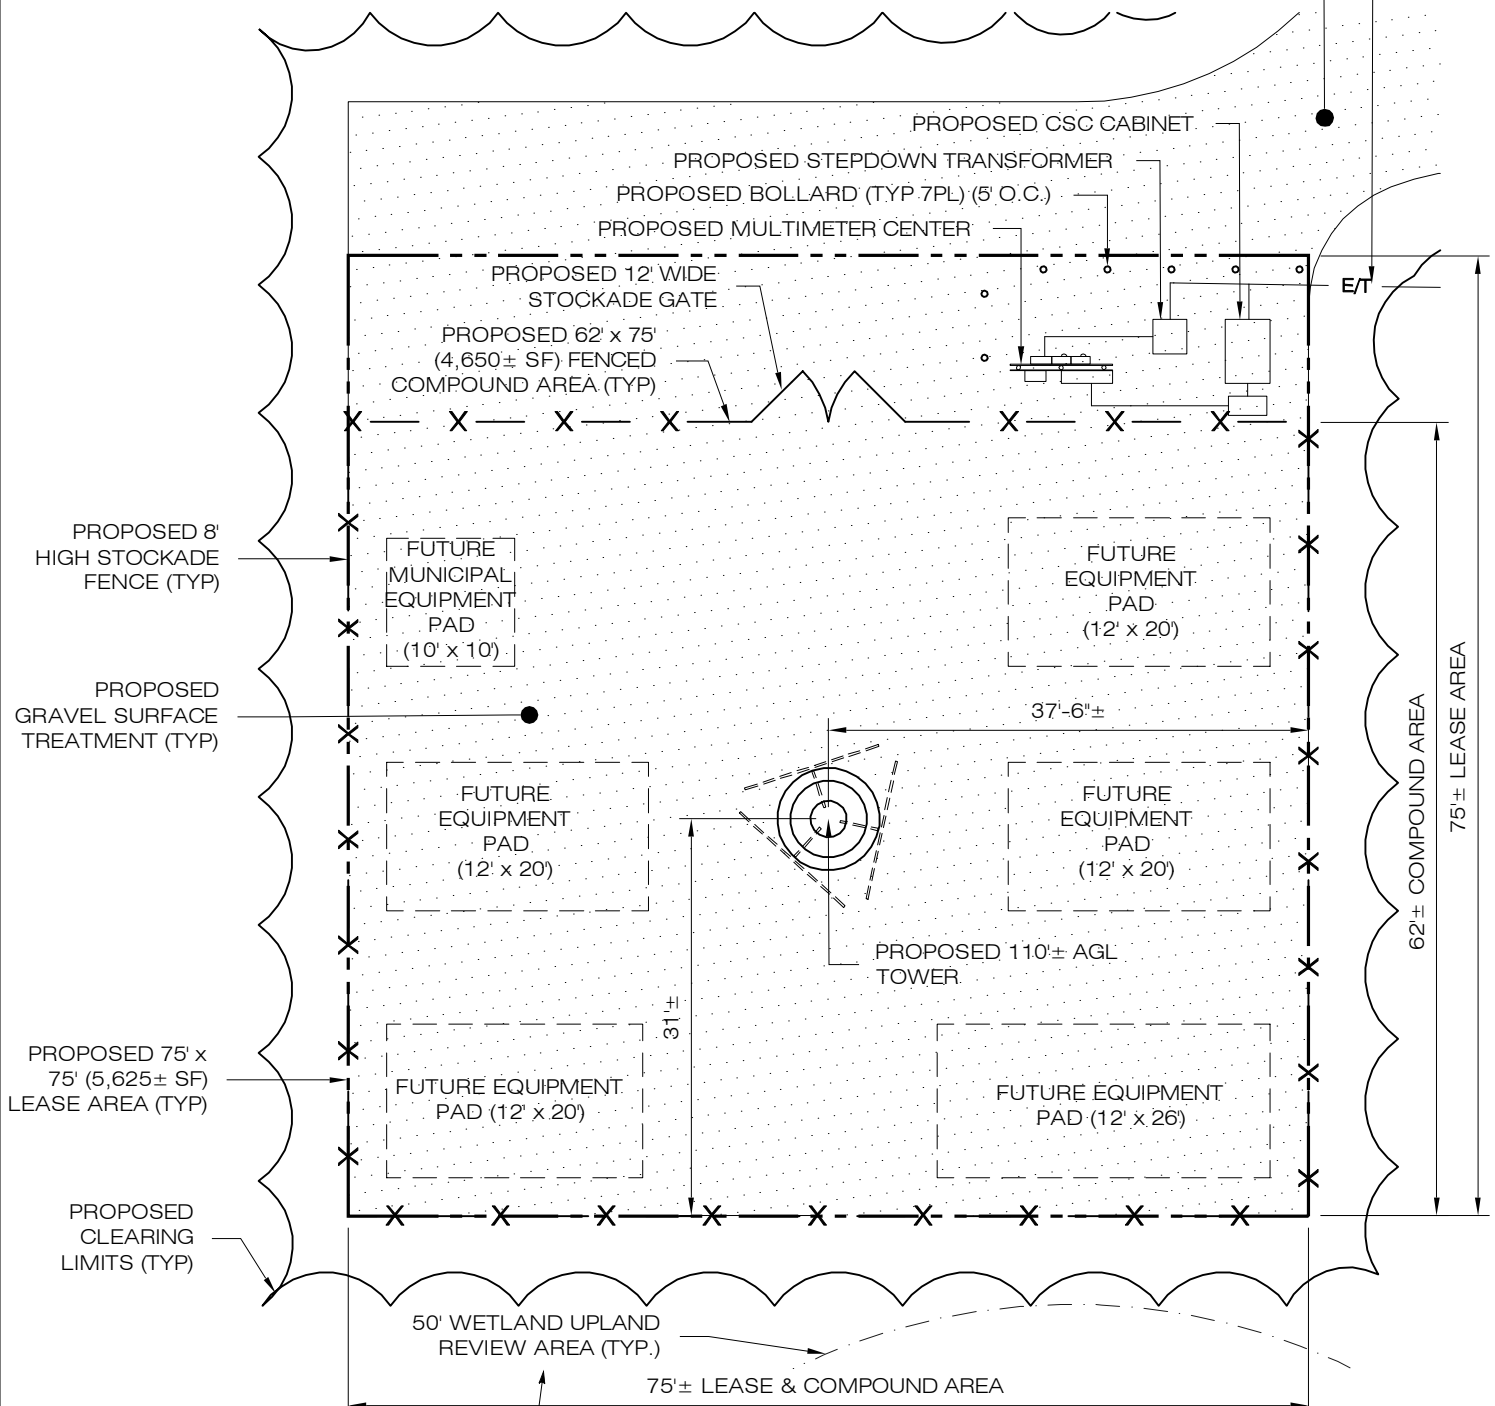 PROPOSED CSC CABINET
PROPOSED STEPDOWN TRANSFORMER
PROPOSED BOLLARD (TYP 7PL) (5' O.C.)
PROPOSED MULTIMETER CENTER
PROPOSED 12' WIDE
STOCKADE GATE
E/T
PROPOSED 62' x 75'
(4,650± SF) FENCED
COMPOUND AREA (TYP)
PROPOSED 8'
HIGH STOCKADE
FENCE (TYP)
FUTURE
MUNICIPAL
EQUIPMENT
PAD
(10' x 10')
FUTURE
EQUIPMENT
PAD
(12' x 20')
PROPOSED
GRAVEL SURFACE
TREATMENT (TYP)
37'-6"±
62'± COMPOUND AREA
75'± LEASE AREA
FUTURE
EQUIPMENT
PAD
(12' x 20')
FUTURE
EQUIPMENT
PAD
(12' x 20')
PROPOSED 110'± AGL
TOWER
31'±
PROPOSED 75' x
75' (5,625± SF)
LEASE AREA (TYP)
FUTURE EQUIPMENT
PAD (12' x 20')
FUTURE EQUIPMENT
PAD (12' x 26')
PROPOSED
CLEARING
LIMITS (TYP)
50' WETLAND UPLAND
REVIEW AREA (TYP.)
75'± LEASE & COMPOUND AREA